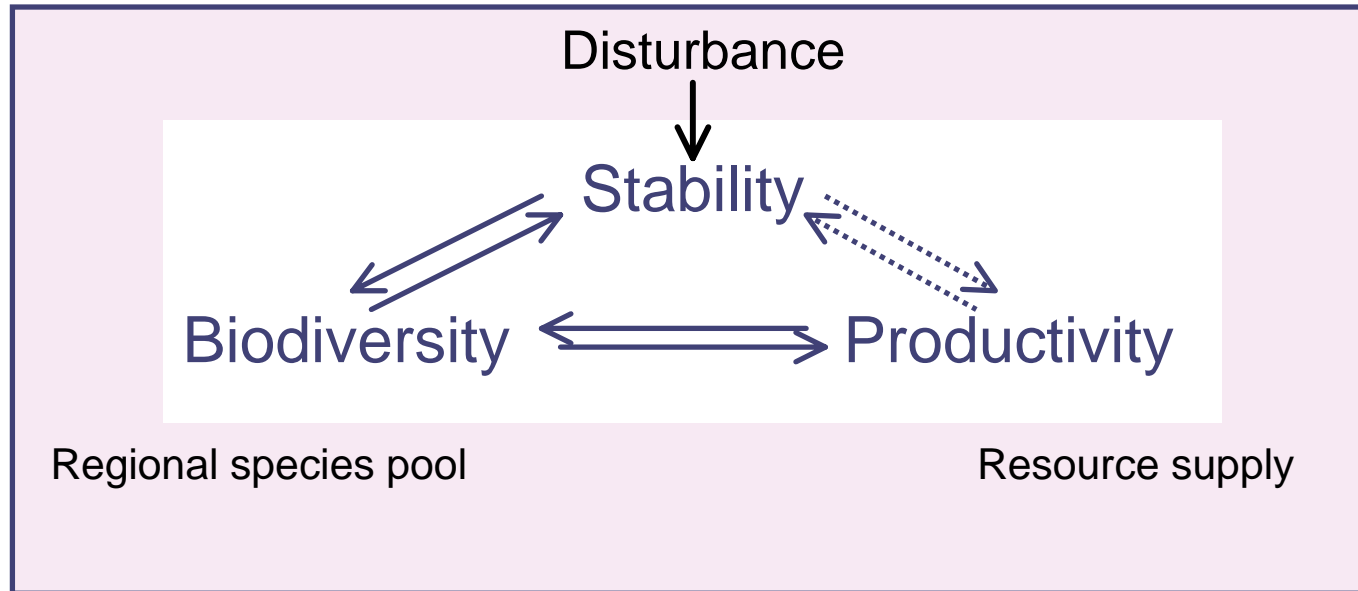 Disturbance
Stability
Biodiversity
Productivity
Regional species pool
Resource supply